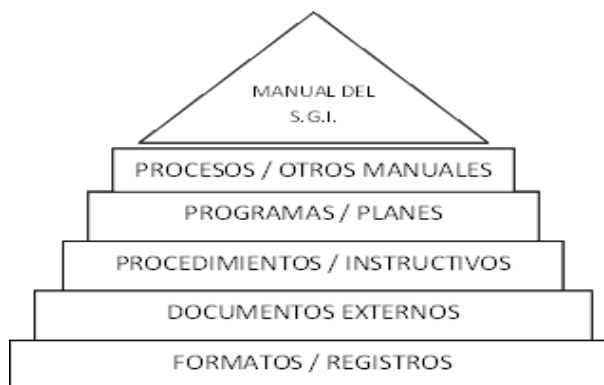 MANUAL DEL
S.G.I.
PROCESOS / OTROS MANUALES
PROGRAMAS / PLANES
PROCEDIMIENTOS / INSTRUCTIVOS
DOCUMENTOS EXTERNOS
FORMATOS / REGISTROS